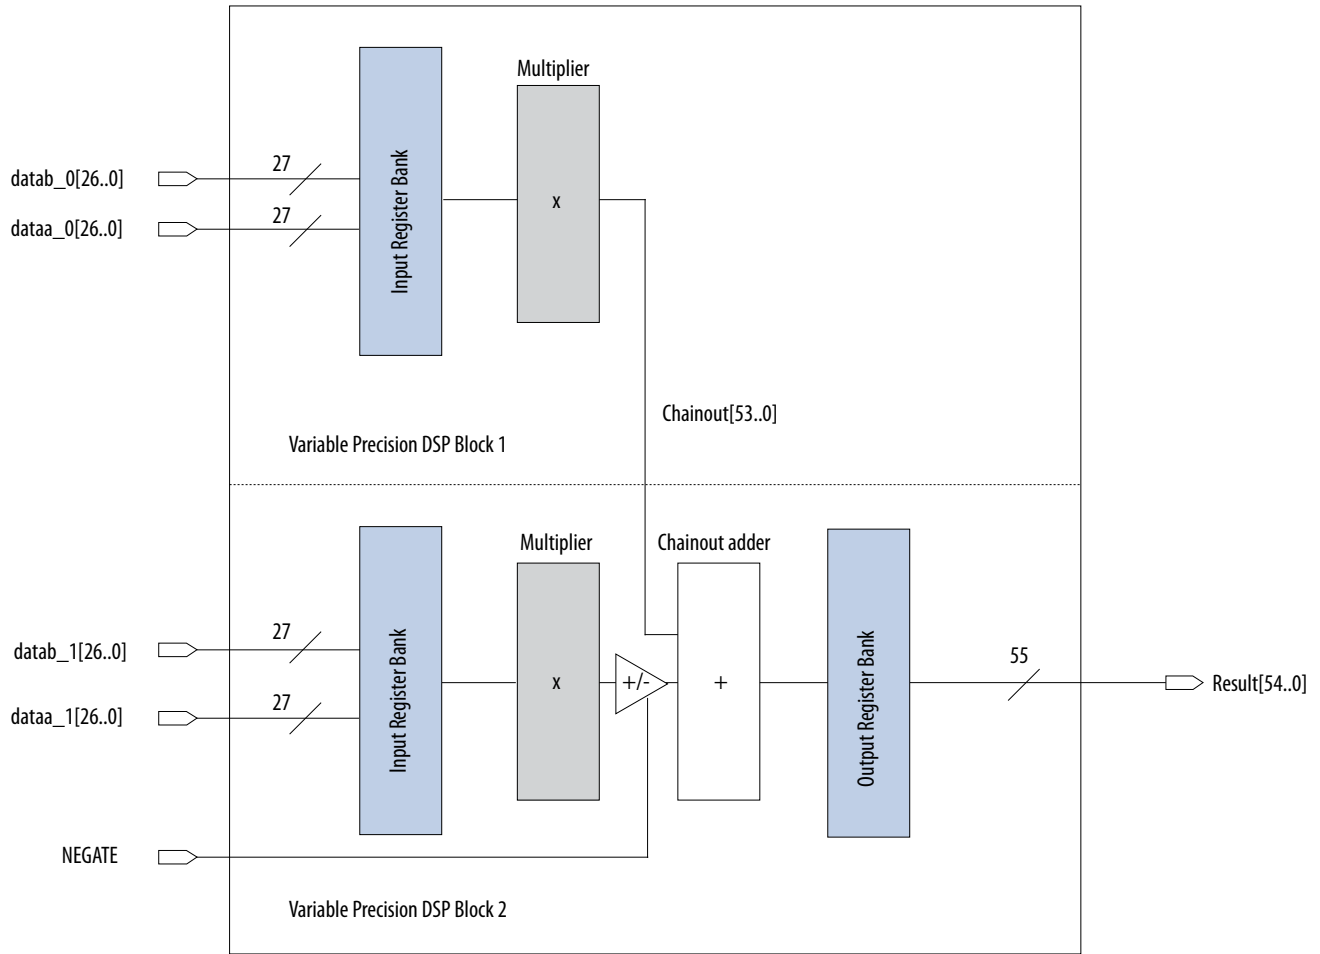 Multiplier
27
datab_0[26..0]
27
dataa_0[26..0]
Input Register Bank
x
Chainout[53..0]
Variable Precision DSP Block 1
Multiplier
Chainout adder
27
datab_1[26..0]
27
dataa_1[26..0]
Input Register Bank
x
+/-
+
Output Register Bank
55
Result[54..0]
NEGATE
Variable Precision DSP Block 2